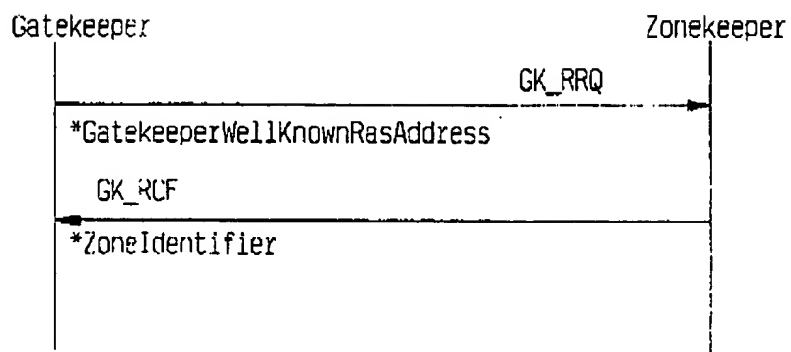 Gatekeeper
Zonekeeper
GK_RRQ
*GatekeeperWellKnownRasAddress
GK_RCF
*ZoneIdentifier